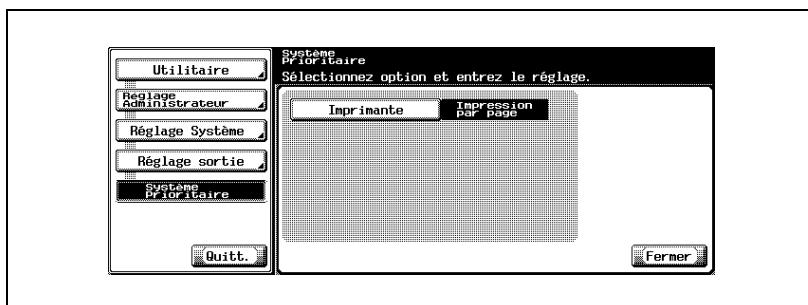 Utilitaire
Réglage
Administrateur
Réglage Système
Réglage sortie
Système
Prioritaire
Quitt.
Système
Prioritaire
Sélectionnez option et entrez le réglage.
Imprimante
Impression
par page
Fermer